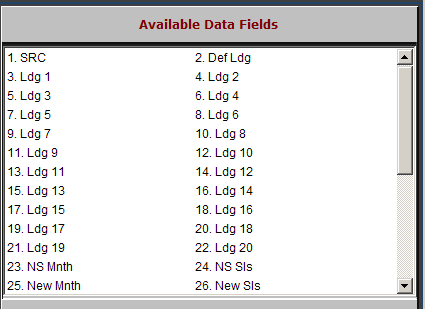 Available Data Fields
1. SRC 2. Def Ldg
3. Ldg 1 4. Ldg 2
5. Ldg 3 6. Ldg 4
7. Ldg 5 8. Ldg 6
9. Ldg 7 10. Ldg 8
11. Ldg 9 12. Ldg 10
13. Ldg 11 14. Ldg 12
15. Ldg 13 16. Ldg 14
17. Ldg 15 18. Ldg 16
19. Ldg 17 20. Ldg 18
21. Ldg 19 22. Ldg 20
23. NS Mnth 24. NS Sls
25. New Mnth 26. New Sls